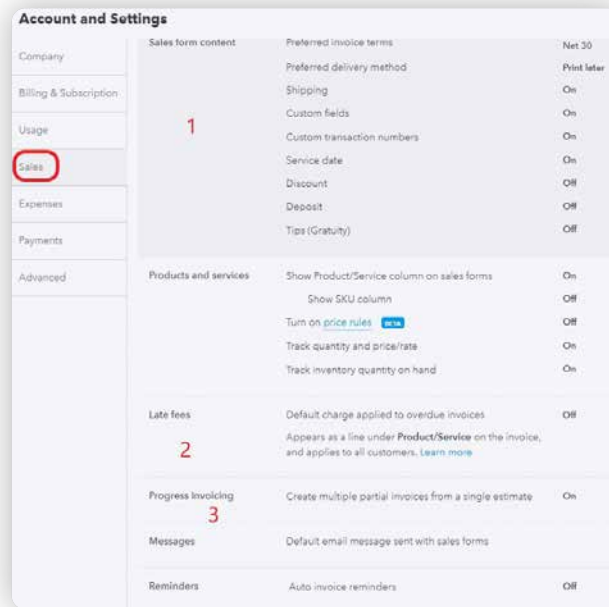 Account and Settings
Company
Billing & Subscription
Usage
Sales
Expenses
Payments
Advanced
Sales form content
1
Preferred invoice terms Net 30
Preferred delivery method Print later
Shipping On
Custom fields On
Custom transaction numbers On
Service date On
Discount Off
Deposit Off
Tips (Gratuity) Off
Products and services
Show Product/Service column on sales forms On
Show SKU column Off
Turn on price rules BETA Off
Track quantity and price/rate On
Track inventory quantity on hand On
Late fees
2
Default charge applied to overdue invoices Off
Appears as a line under Product/Service on the invoice,
and applies to all customers. Learn more
Progress Invoicing
3
Create multiple partial invoices from a single estimate On
Messages Default email message sent with sales forms
Reminders Auto invoice reminders Off